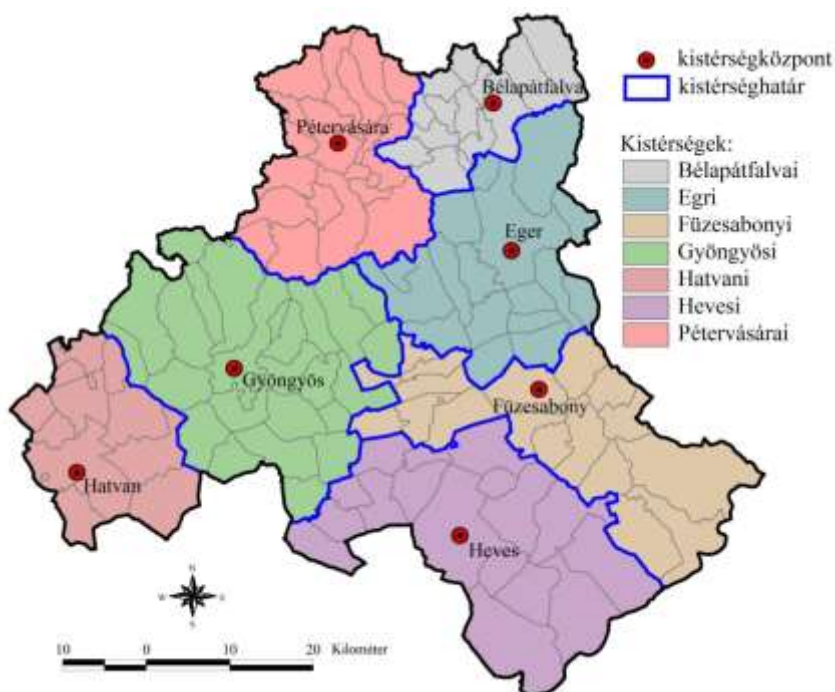 kistérségközpont
kistérséghatár
Kistérségek:
Bélapátfalvai
Egri
Füzesabonyi
Gyöngyösi
Hatvani
Hevesi
Pétervásárai
Bélapátfalva
Pétervására
Eger
Gyöngyös
Füzesabony
Hatvan
Heves
N
W E
S
10 0 10 20 Kilométer